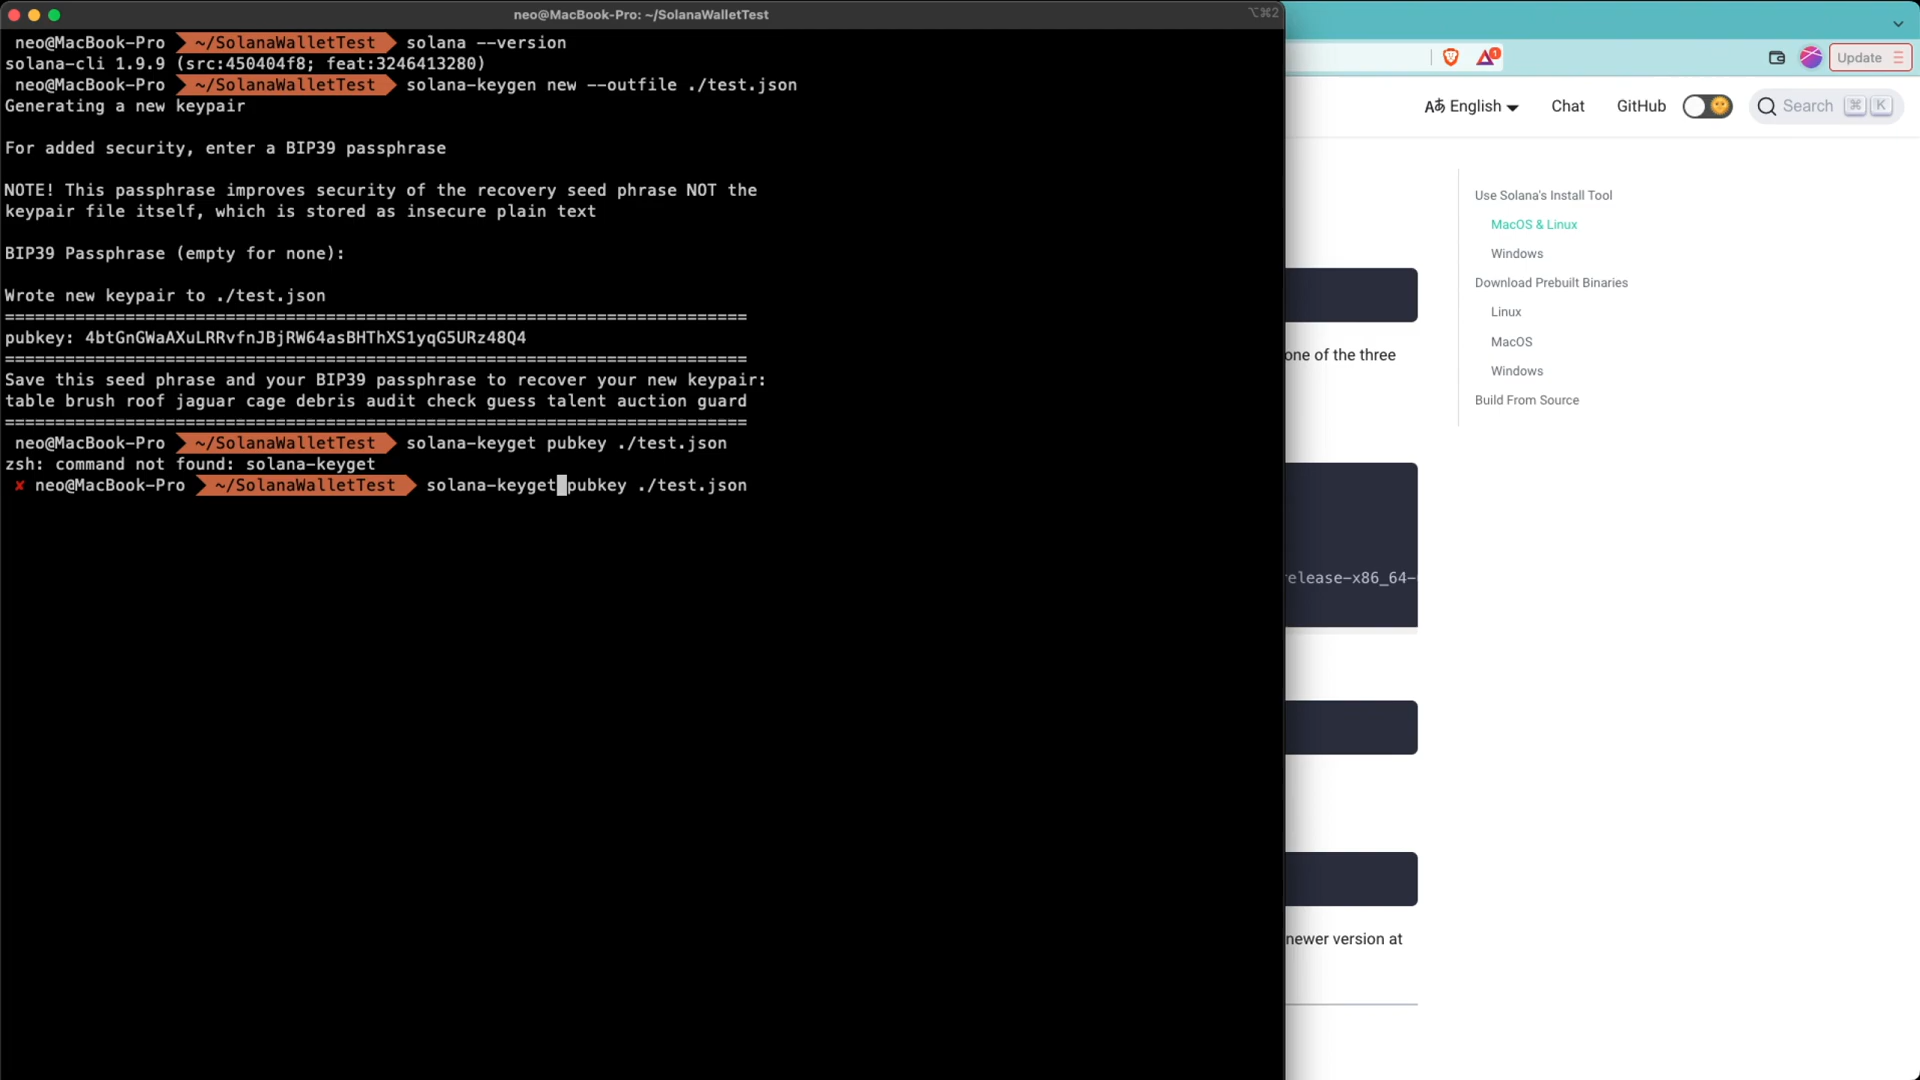 neo@MacBook-Pro: ~/SolanaWalletTest
⌥⌘2
neo@MacBook-Pro ~/SolanaWalletTest solana --version
solana-cli 1.9.9 (src:450404f8; feat:3246413280)
neo@MacBook-Pro ~/SolanaWalletTest solana-keygen new --outfile ./test.json
Generating a new keypair
For added security, enter a BIP39 passphrase
NOTE! This passphrase improves security of the recovery seed phrase NOT the
keypair file itself, which is stored as insecure plain text
BIP39 Passphrase (empty for none):
Wrote new keypair to ./test.json
==========================================================================
pubkey: 4btGnGWaAXuLRRvfnJBjRW64asBHThXS1yqG5URz48Q4
==========================================================================
Save this seed phrase and your BIP39 passphrase to recover your new keypair:
table brush roof jaguar cage debris audit check guess talent auction guard
==========================================================================
neo@MacBook-Pro ~/SolanaWalletTest solana-keyget pubkey ./test.json
zsh: command not found: solana-keyget
✘ neo@MacBook-Pro ~/SolanaWalletTest solana-keyget pubkey ./test.json
1
Update
English
Chat
GitHub
Search ⌘ K
Use Solana's Install Tool
MacOS & Linux
Windows
Download Prebuilt Binaries
Linux
MacOS
Windows
Build From Source
one of the three
release-x86_64-
newer version at